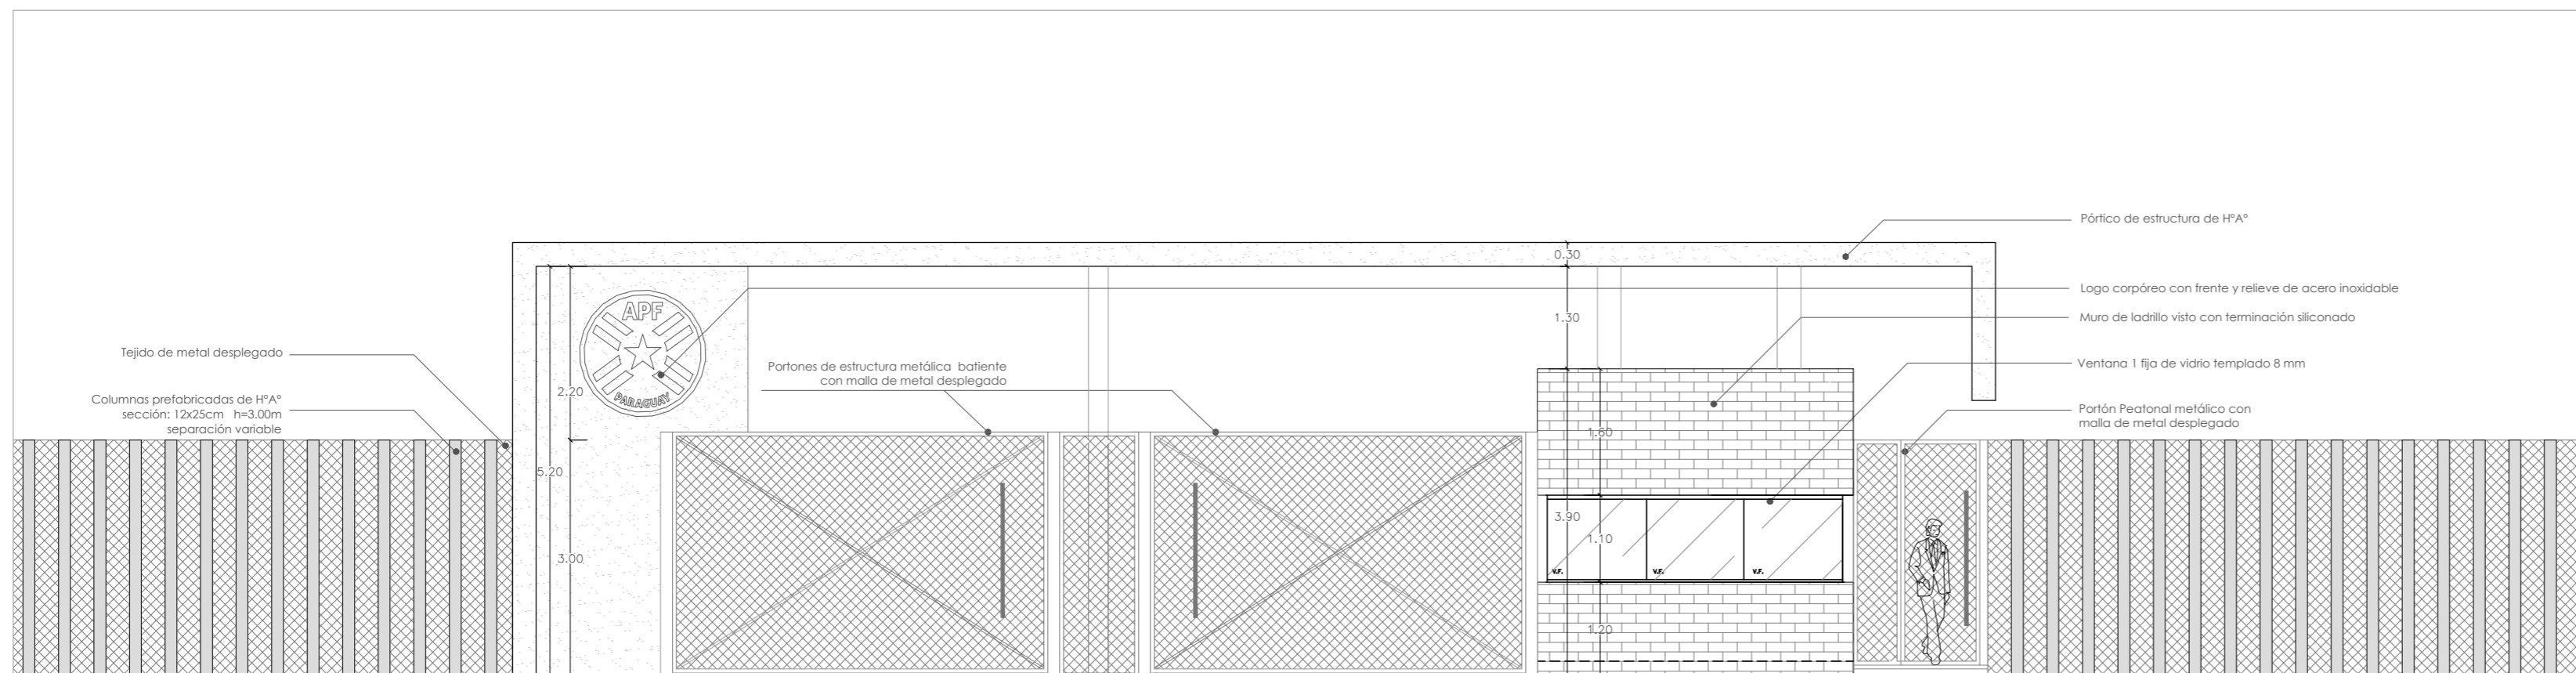 Pórtico de estructura de HºAº
0.30
Logo corpóreo con frente y relieve de acero inoxidable
APF
PARAGUAY
1.30
Muro de ladrillo visto con terminación siliconado
Tejido de metal desplegado
Portones de estructura metálica batiente
con malla de metal desplegado
Ventana 1 fija de vidrio templado 8 mm
2.20
Columnas prefabricadas de HºAº
sección: 12x25cm h=3.00m
separación variable
Portón Peatonal metálico con
malla de metal desplegado
1.60
5.20
3.90
1.10
3.00
V.F.
V.F.
V.F.
1.20